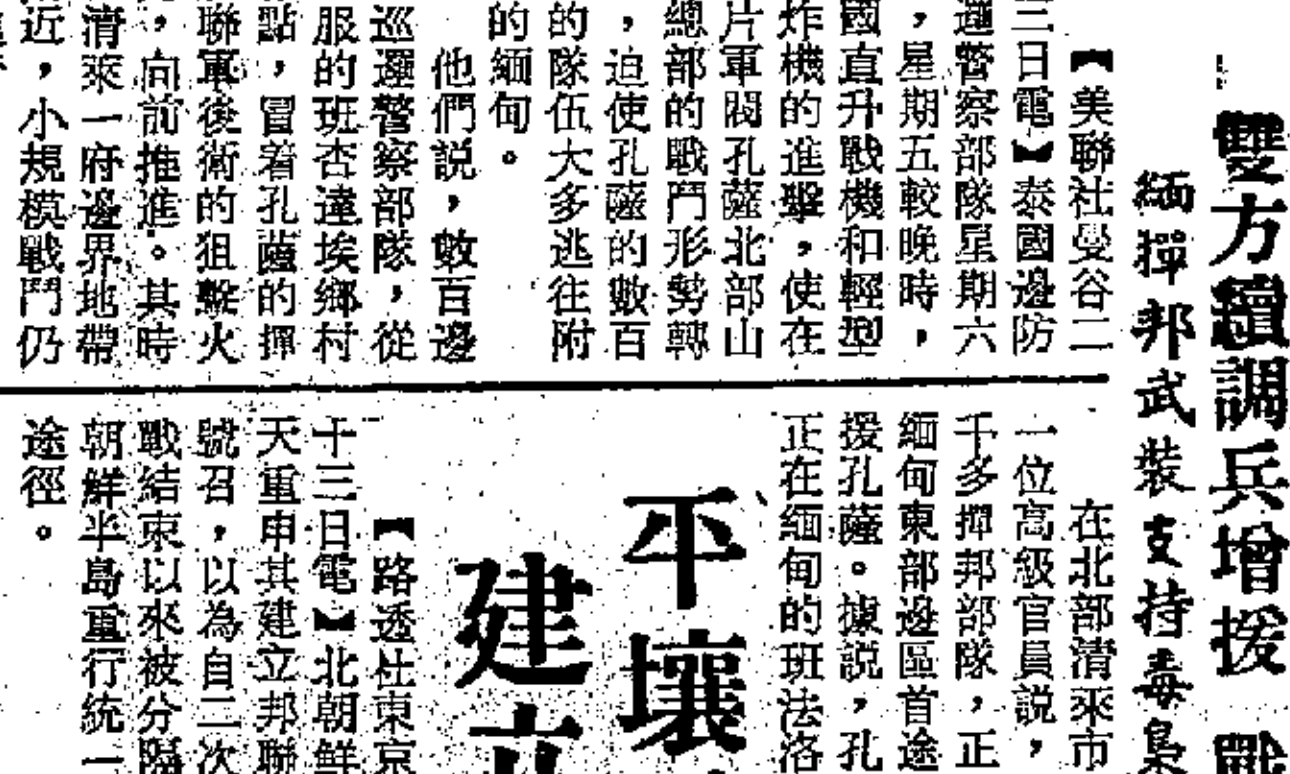 雙方續調兵增援 戰
緬撣邦武裝支持毒梟
【美聯社曼谷二
三日電】泰國邊防
邏警察部隊星期六
,星期五較晚時,
國直升戰機和輕型
炸機的進擊,使在
片軍閥孔薩北部山
總部的戰鬥形勢轉
,迫使孔薩的數百
的隊伍大多逃往附
的緬甸。
他們説,數百邊
巡邏警察部隊,從
服的班杏達埃鄉村
點,冒着孔薩的撣
聯軍後衛的狙擊火
,向前推進。其時
清萊一府邊界地帶
近,小規模戰鬥仍
在北部清來市
一位高級官員説,
千多撣邦部隊,正
緬甸東部邊區首途
援孔薩。據説,孔
正在緬甸的班法洛
平壤
建
【路透社東京
十三日電】北朝鮮
天重申其建立邦聯
號召,以為自二次
戰結束以來被分隔
朝鮮半島重行統一
途徑。